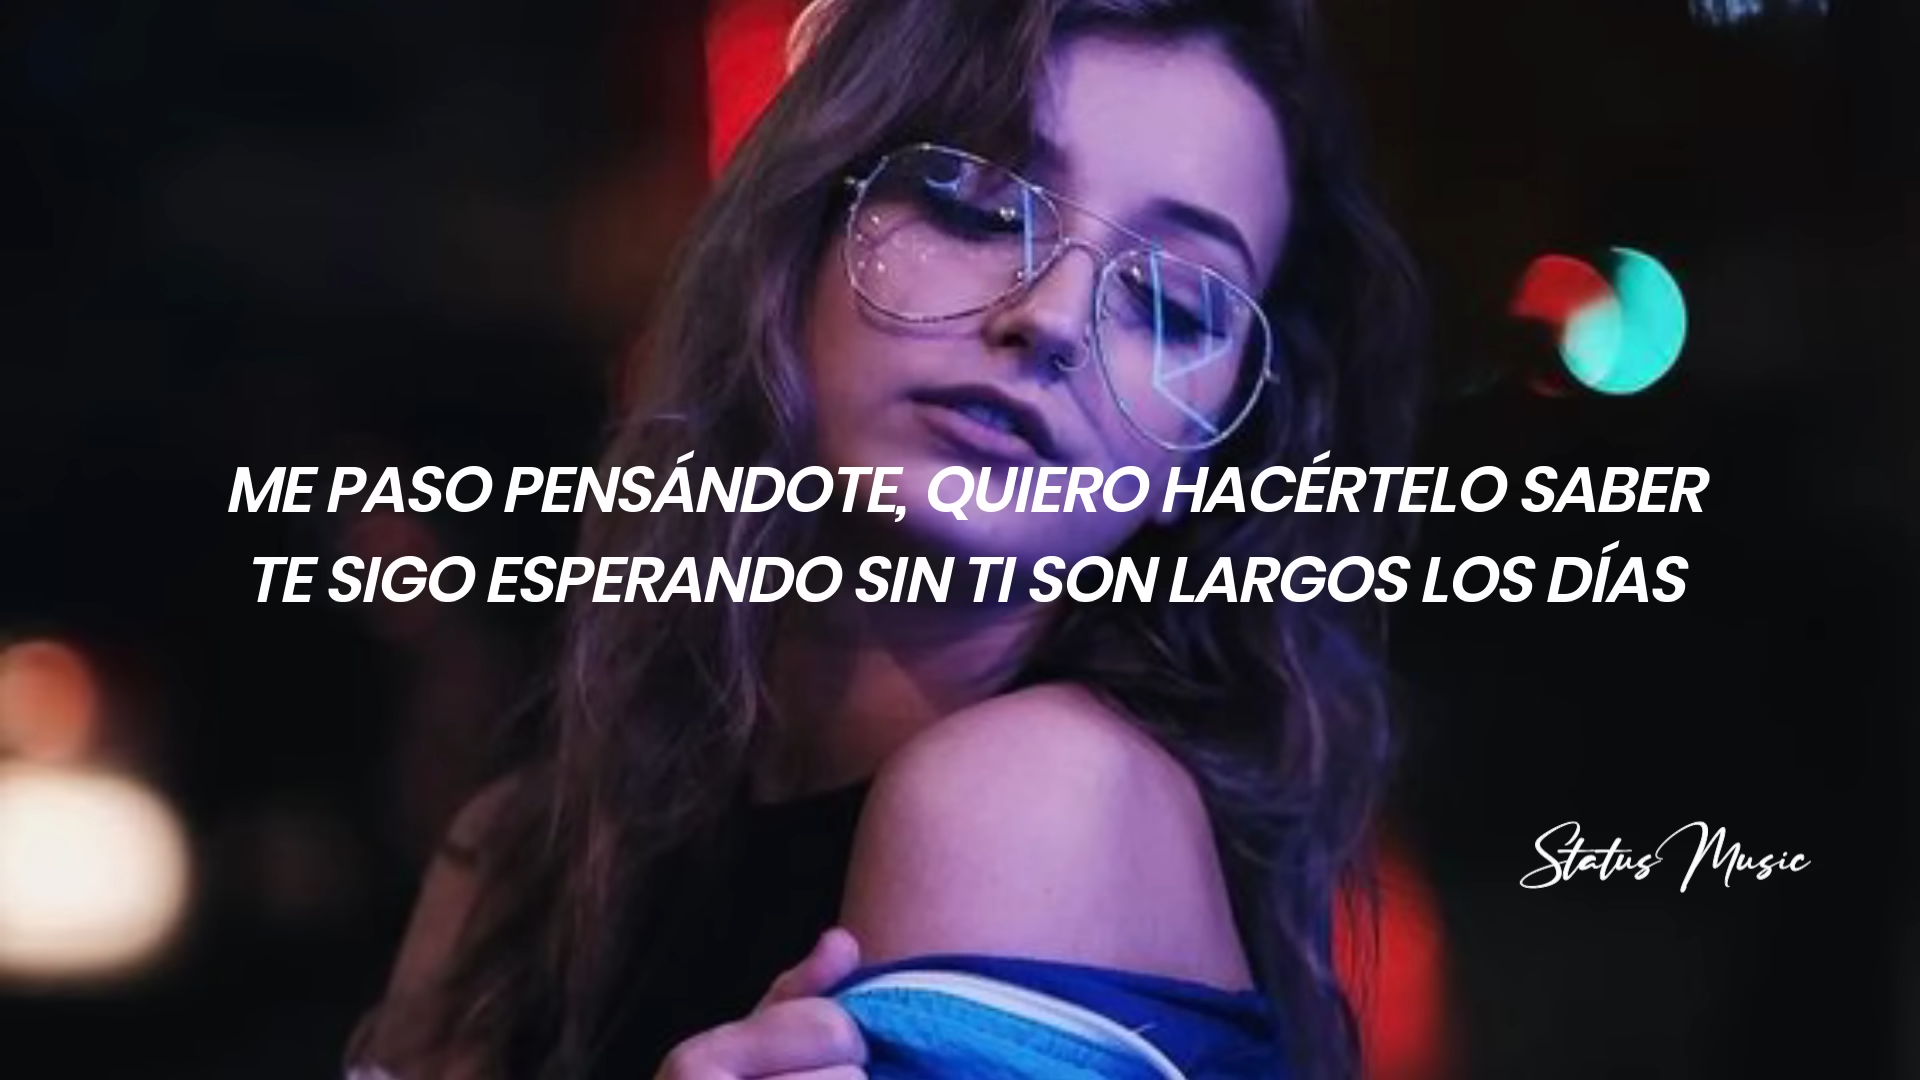 ME PASO PENSÁNDOTE, QUIERO HACÉRTELO SABER
TE SIGO ESPERANDO SIN TI SON LARGOS LOS DÍAS
Status Music